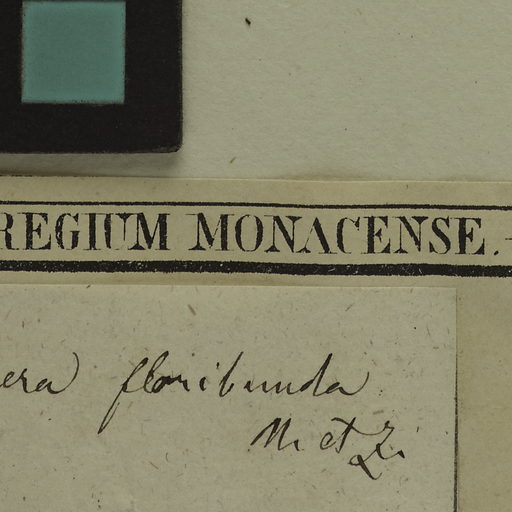 REGIUM MONACENSE.
era floribunda
M et Z.